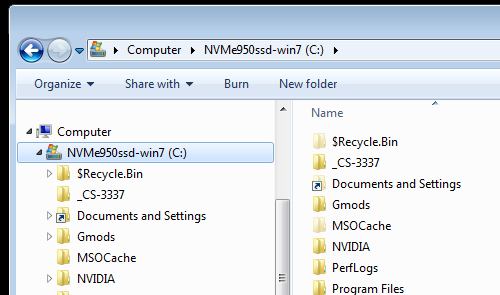 Computer NVMe950ssd-win7 (C:)
Organize Share with Burn New folder
Computer
NVMe950ssd-win7 (C:)
$Recycle.Bin
_CS-3337
Documents and Settings
Gmods
MSOCache
NVIDIA
Name
$Recycle.Bin
_CS-3337
Documents and Settings
Gmods
MSOCache
NVIDIA
PerfLogs
Program Files